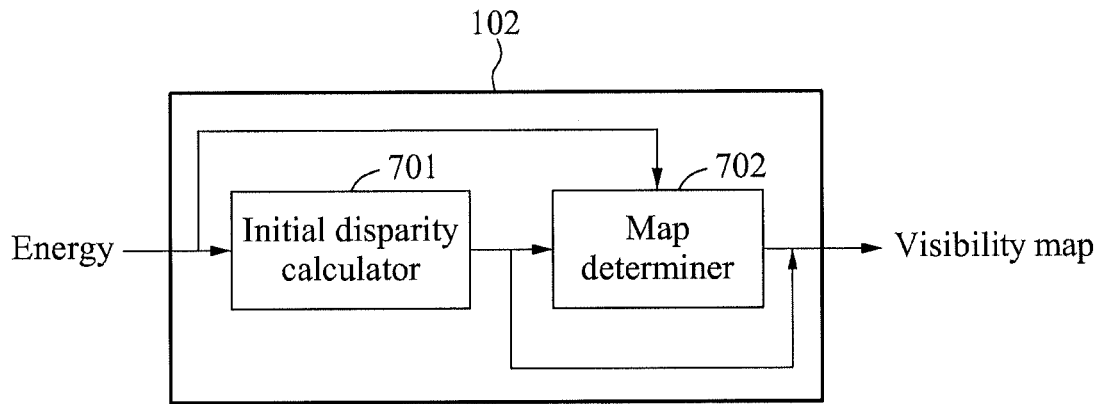 102
701
702
Energy
Initial disparity
calculator
Map
determiner
Visibility map